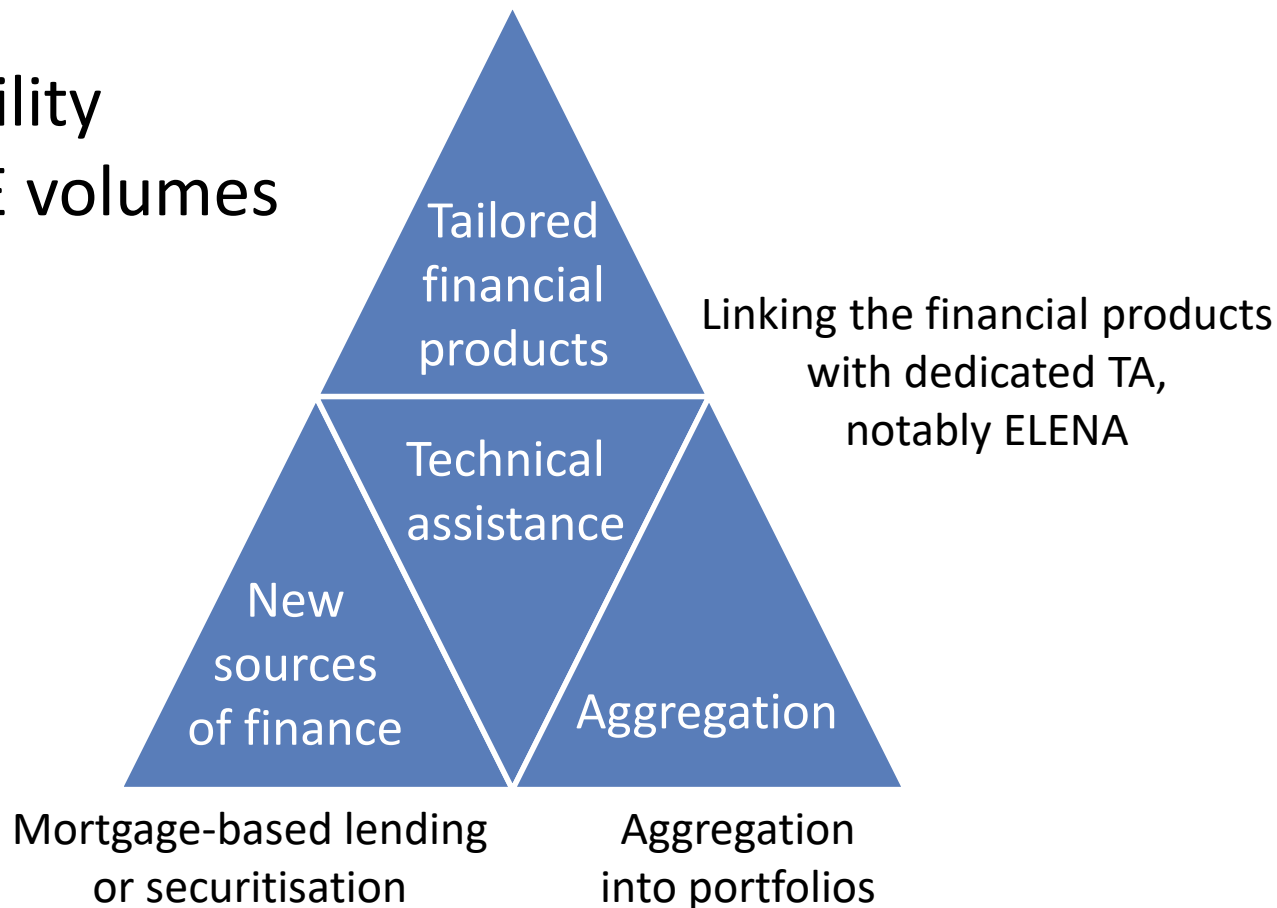 ility
E volumes
Tailored
financial
products
Linking the financial products
with dedicated TA,
notably ELENA
Technical
assistance
New
sources
of finance
Aggregation
Mortgage-based lending
or securitisation
Aggregation
into portfolios